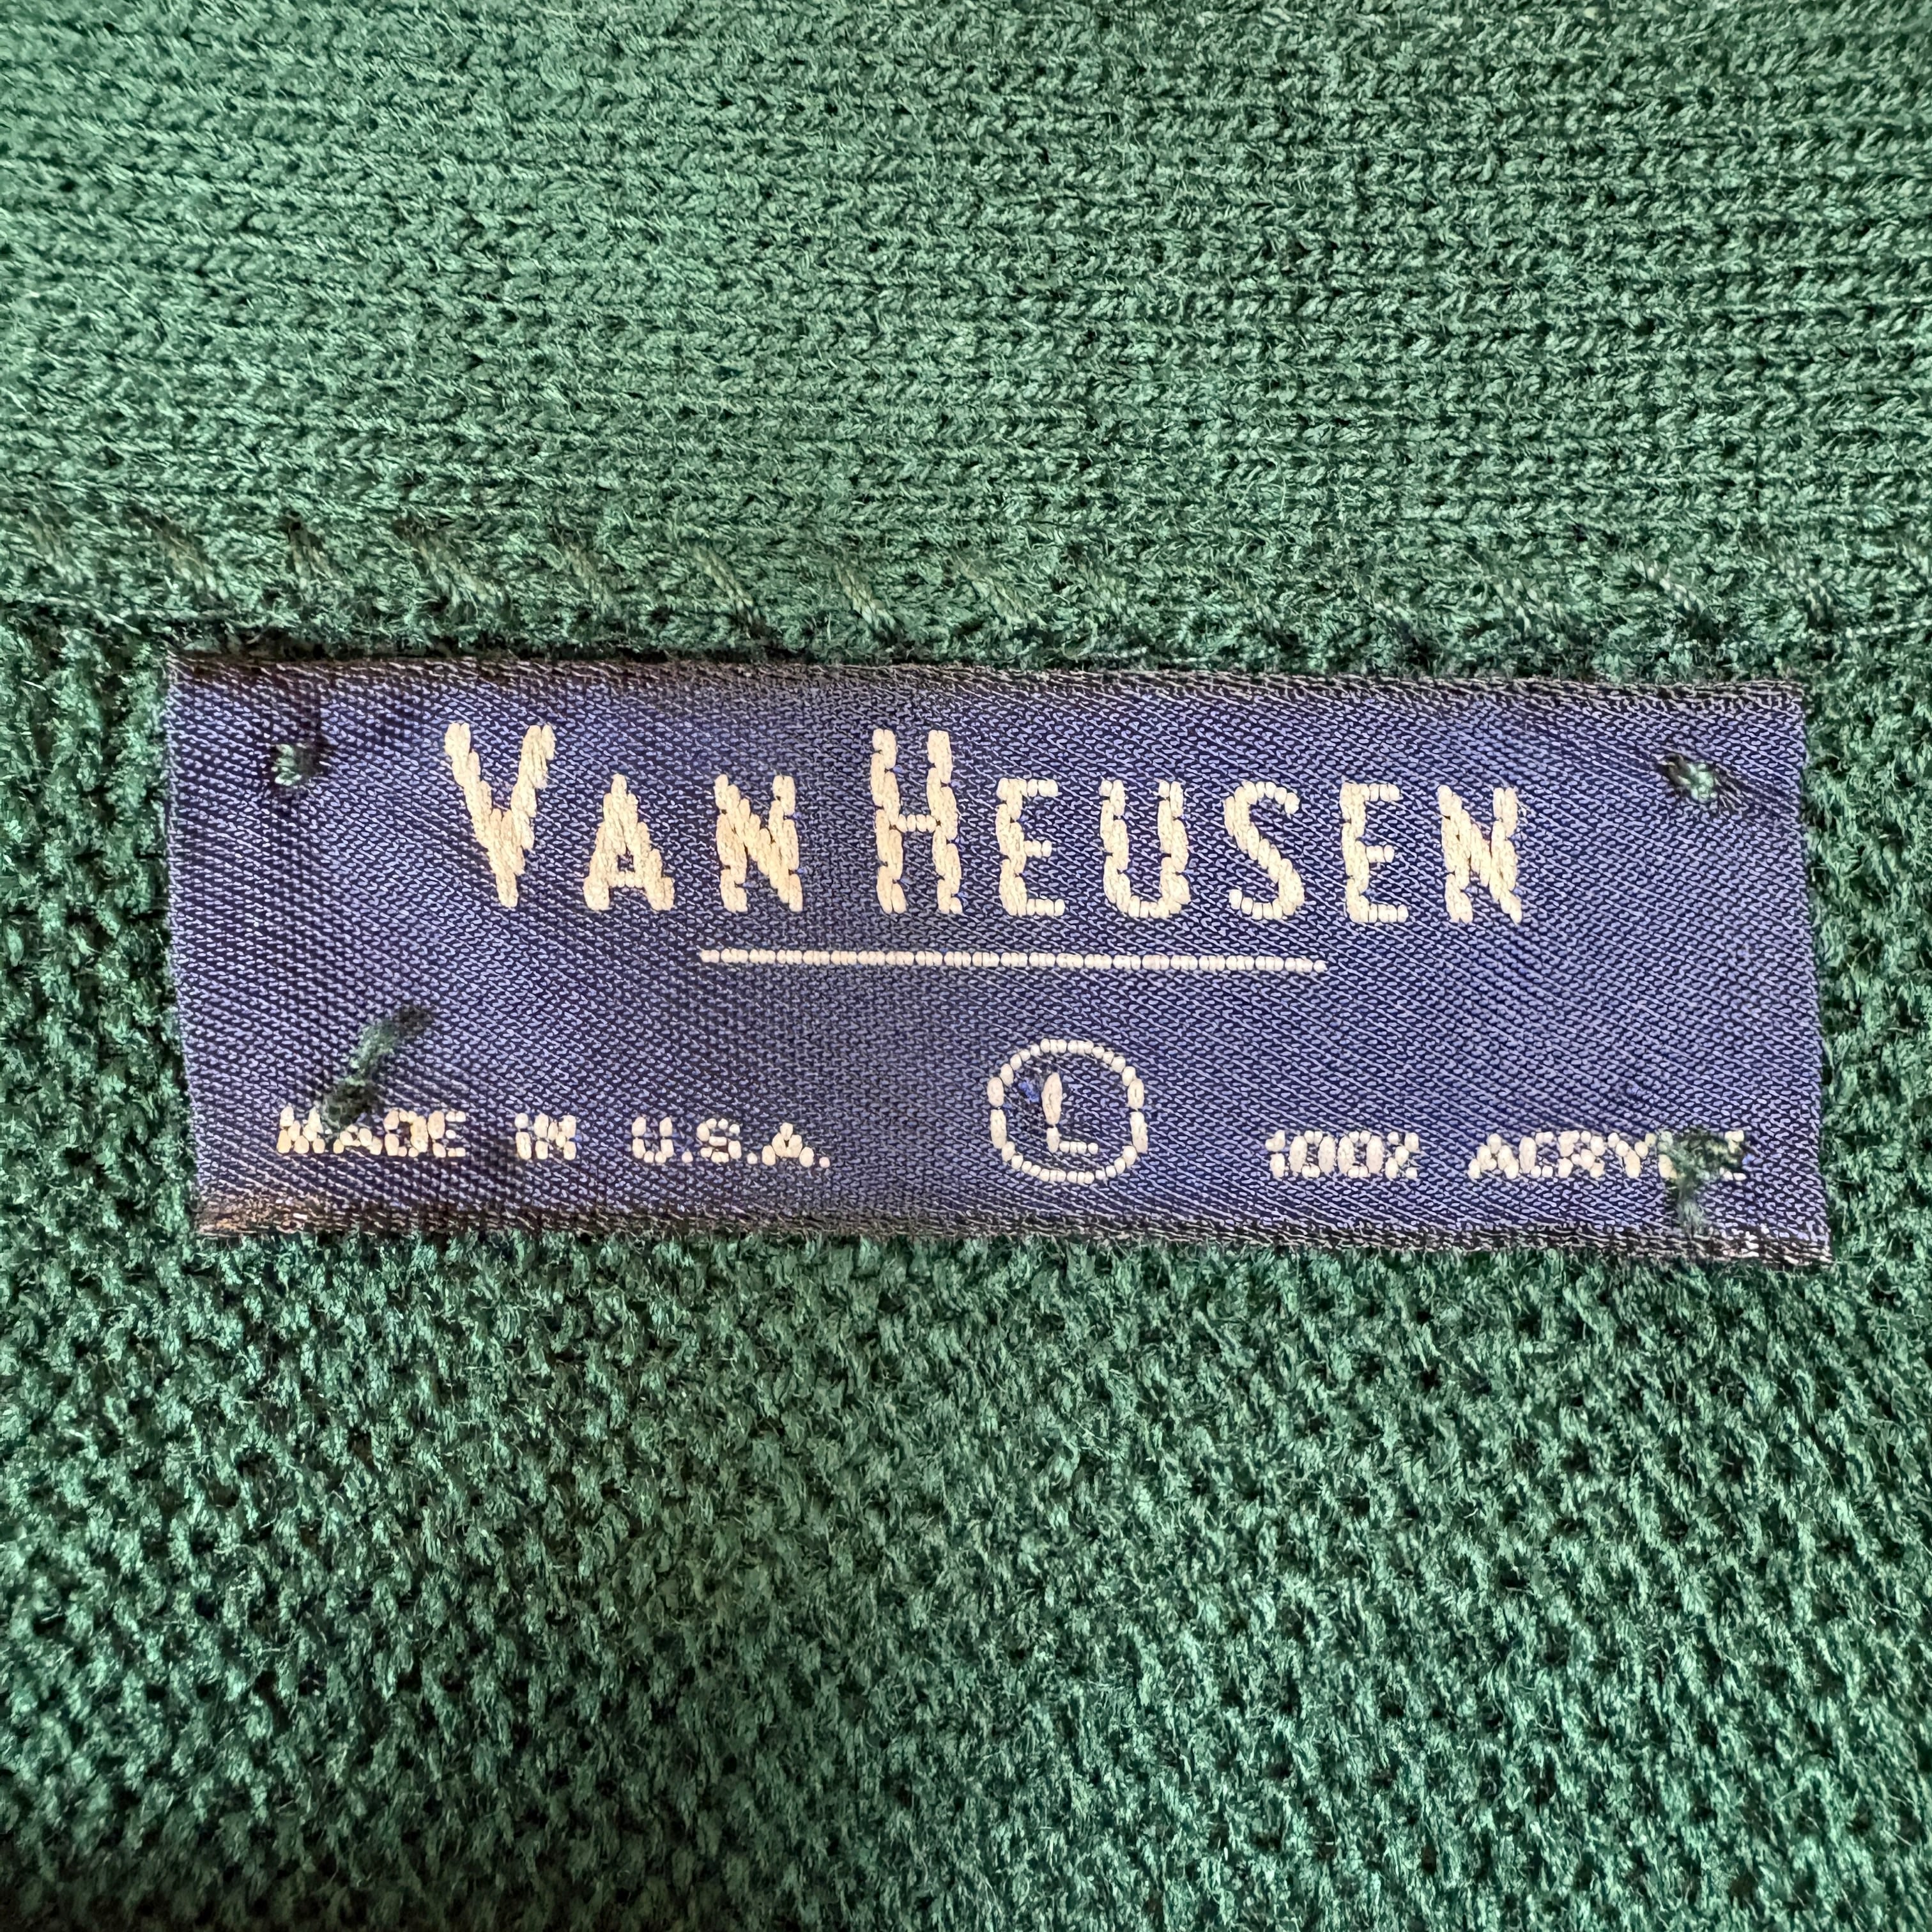 VAN HEUSEN
MADE IN U.S.A. L 100% ACRYLIC